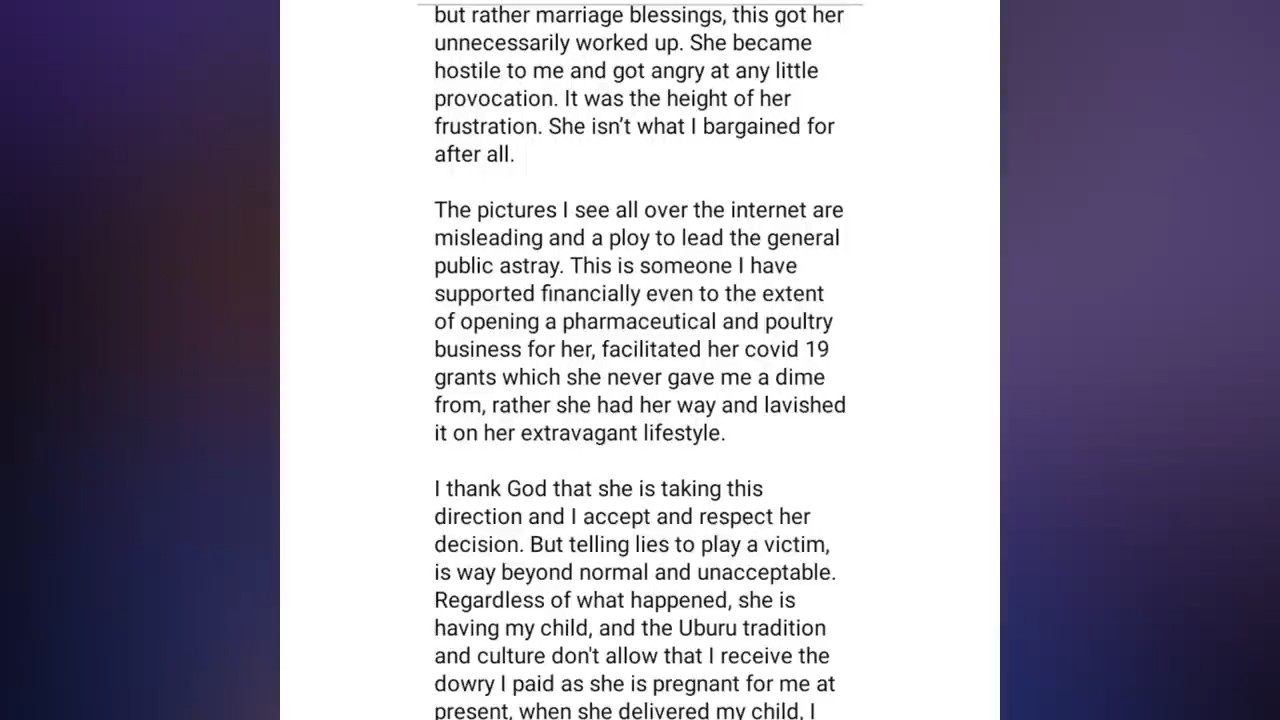 but rather marriage blessings, this got her
unnecessarily worked up. She became
hostile to me and got angry at any little
provocation. It was the height of her
frustration. She isn’t what I bargained for
after all.
The pictures I see all over the internet are
misleading and a ploy to lead the general
public astray. This is someone I have
supported financially even to the extent
of opening a pharmaceutical and poultry
business for her, facilitated her covid 19
grants which she never gave me a dime
from, rather she had her way and lavished
it on her extravagant lifestyle.
I thank God that she is taking this
direction and I accept and respect her
decision. But telling lies to play a victim,
is way beyond normal and unacceptable.
Regardless of what happened, she is
having my child, and the Uburu tradition
and culture don't allow that I receive the
dowry I paid as she is pregnant for me at
present, when she delivered my child, I